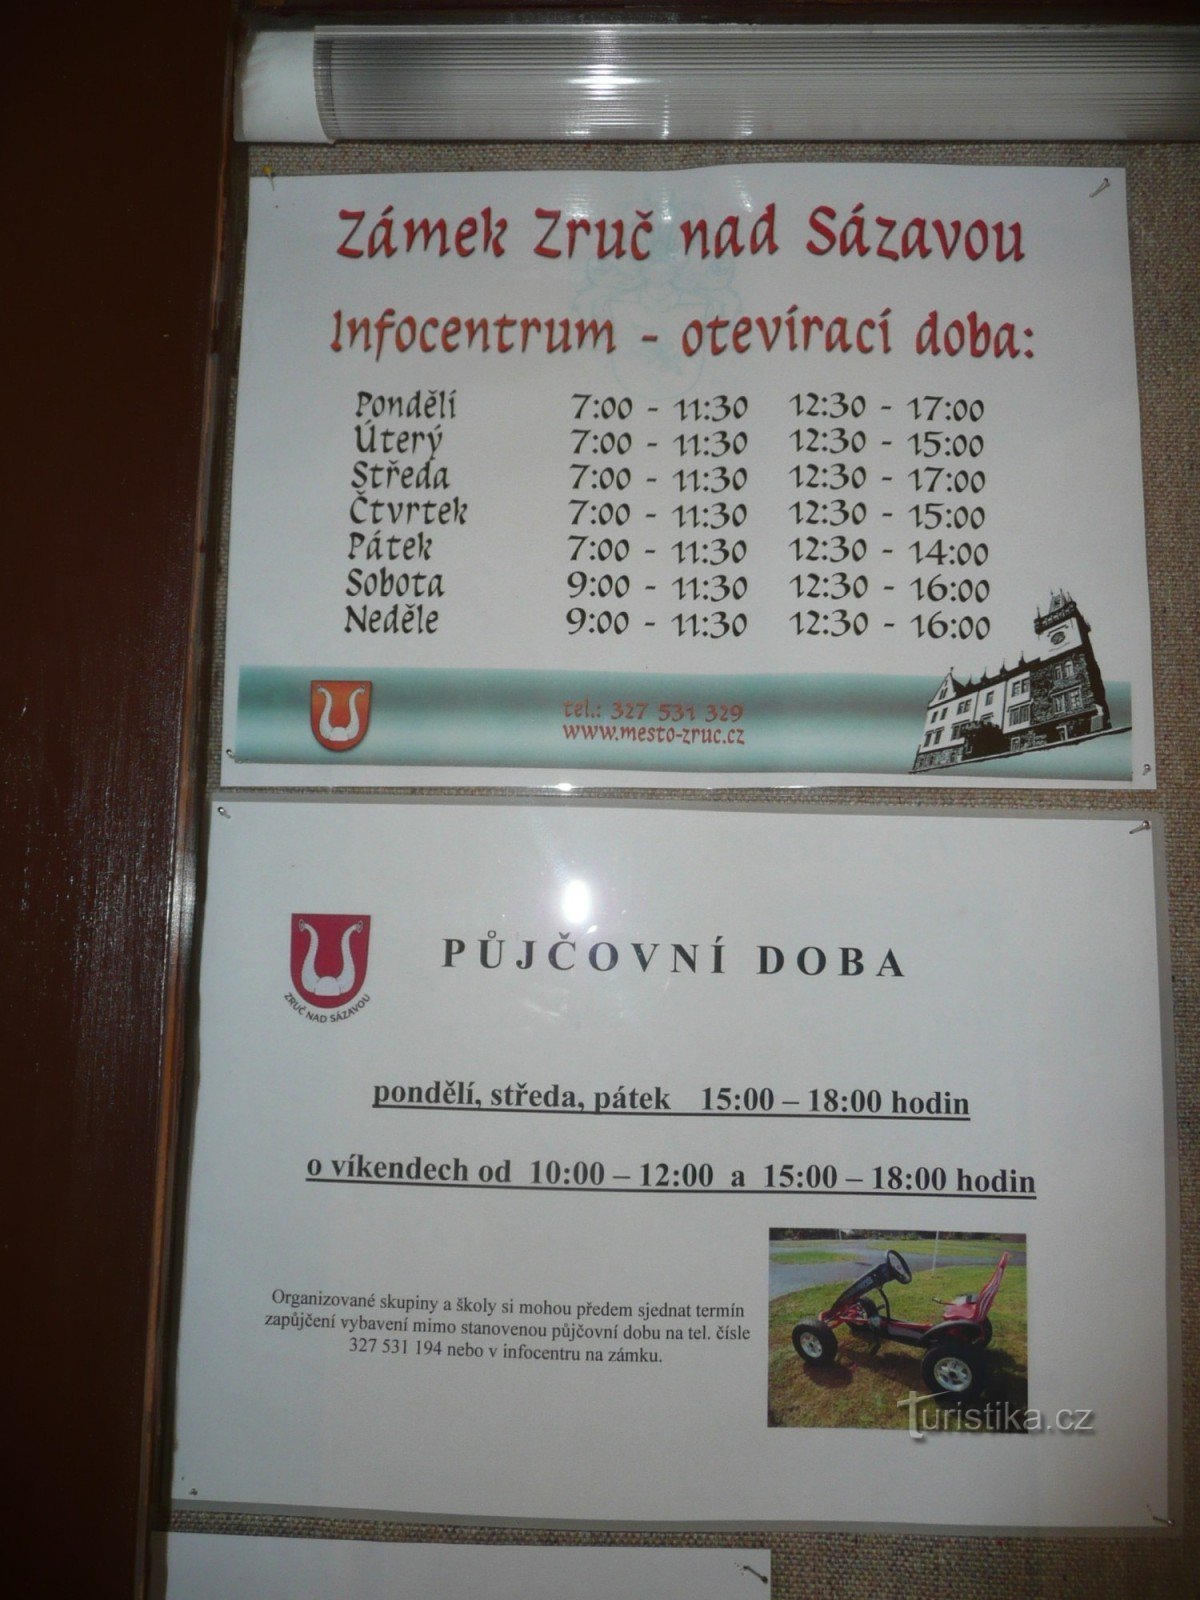 Zámek Zruč nad Sázavou
Infocentrum - otevírací doba:
Pondělí 7:00 - 11:30 12:30 - 17:00
Úterý 7:00 - 11:30 12:30 - 15:00
Středa 7:00 - 11:30 12:30 - 17:00
Čtvrtek 7:00 - 11:30 12:30 - 15:00
Pátek 7:00 - 11:30 12:30 - 14:00
Sobota 9:00 - 11:30 12:30 - 16:00
Neděle 9:00 - 11:30 12:30 - 16:00
tel.: 327 531 329
www.mesto-zruc.cz
PŮJČOVNÍ DOBA
ZRUČ NAD SÁZAVOU
pondělí, středa, pátek 15:00 – 18:00 hodin
o víkendech od 10:00 – 12:00 a 15:00 – 18:00 hodin
Organizované skupiny a školy si mohou předem sjednat termín
zapůjčení vybavení mimo stanovenou půjčovní dobu na tel. čísle
327 531 194 nebo v infocentru na zámku.
Turistika.cz